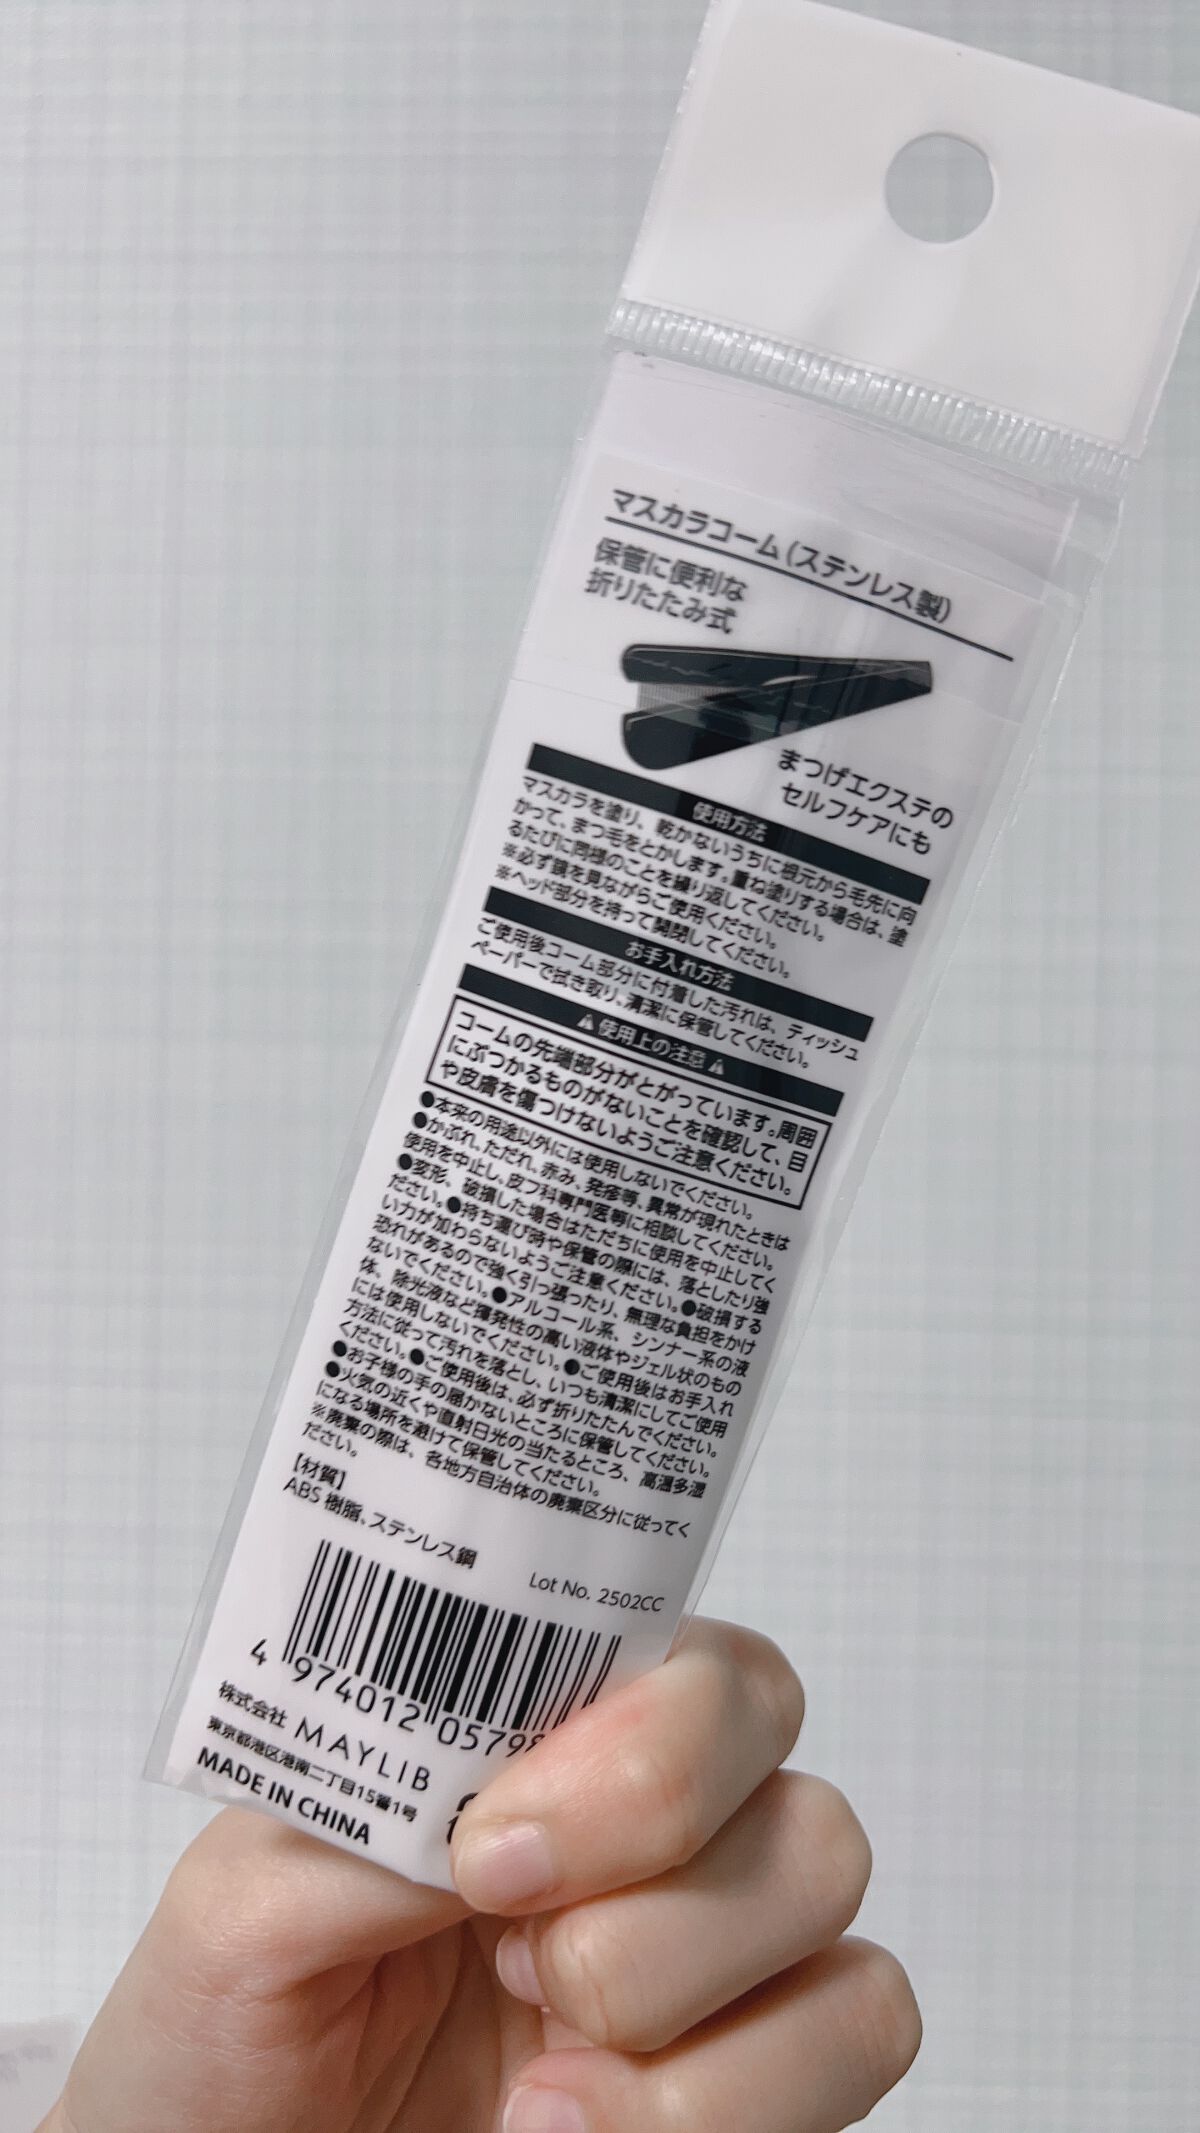 マスカラコーム(ステンレス製)
保管に便利な
折りたたみ式
まつげエクステの
セルフケアにも
使用方法
マスカラを塗り、乾かないうちに根元から毛先に向
かって、まつ毛をとかします。重ね塗りする場合は、塗
るたびに同様のことを繰り返してください。
※必ず鏡を見ながらご使用ください。
※ヘッド部分を持って開閉してください。
お手入れ方法
ご使用後コーム部分に付着した汚れは、ティッシュ
ペーパーで拭き取り、清潔に保管してください。
⚠使用上の注意⚠
コームの先端部分がとがっています。周囲
にぶつかるものがないことを確認して、目
や皮膚を傷つけないようご注意ください。
●本来の用途以外には使用しないでください。
●かぶれ、ただれ、赤み、発疹等、異常が現れたときは
使用を中止し、皮フ科専門医等に相談してください。
●変形、破損した場合はただちに使用を中止してく
ださい。●持ち運び時や保管の際には、落としたり強
い力が加わらないようご注意ください。●破損する
恐れがあるので強く引っ張ったり、無理な負担をかけ
ないでください。●アルコール系、シンナー系の液
体、除光液など揮発性の高い液体やジェル状のもの
には使用しないでください。●ご使用後はお手入れ
方法に従って汚れを落とし、いつも清潔にしてご使用
ください。●ご使用後は、必ず折りたたんでください。
●お子様の手の届かないところに保管してください。
●火気の近くや直射日光の当たるところ、高温多湿
になる場所を避けて保管してください。
※廃棄の際は、各地方自治体の廃棄区分に従ってく
ださい。
【材質】
ABS樹脂、ステンレス鋼
Lot No. 2502CC
4 974012 0579
株式会社 MAYLIB
東京都港区港南二丁目15番1号
MADE IN CHINA